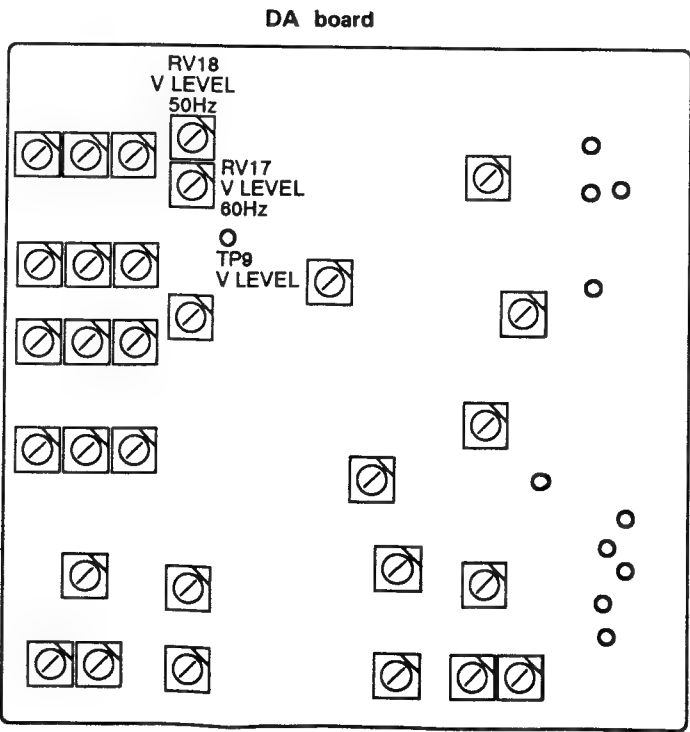 DA board
RV18
V LEVEL
50Hz
RV17
V LEVEL
60Hz
TP9
V LEVEL